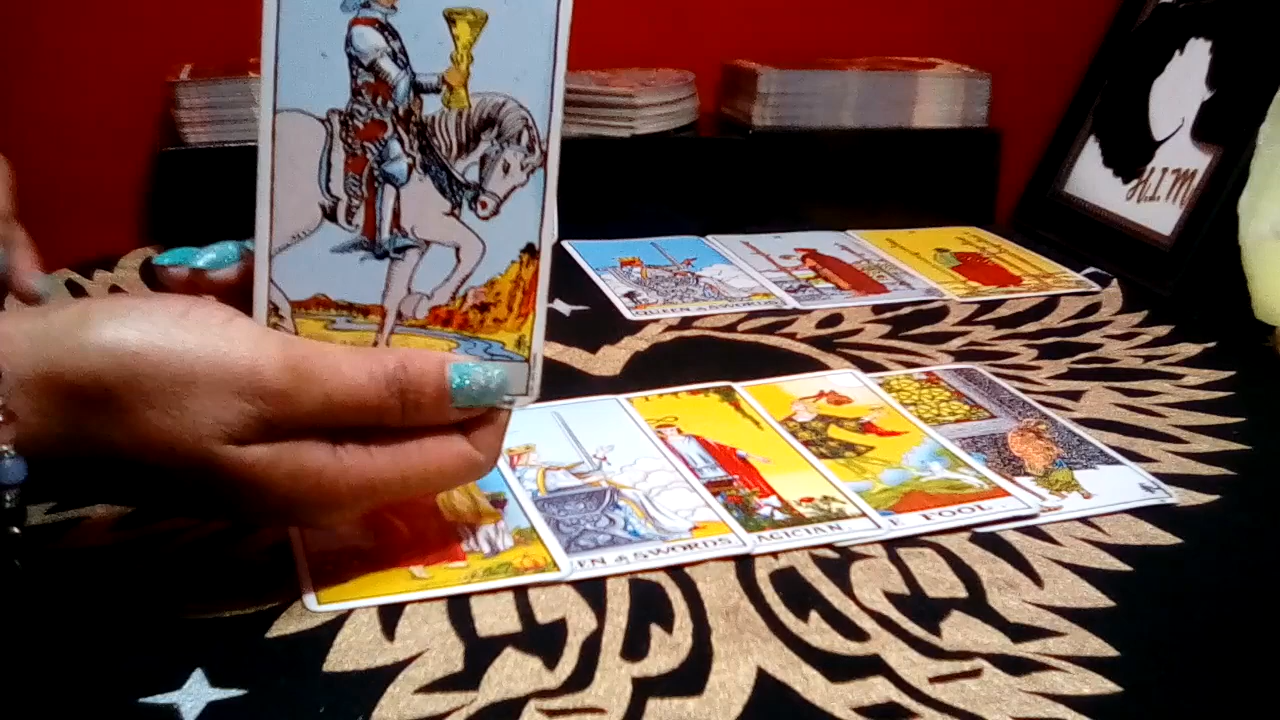 H.I.M
QUEEN of SWORDS
EN of SWORDS
AGICIAN
E FOOL.